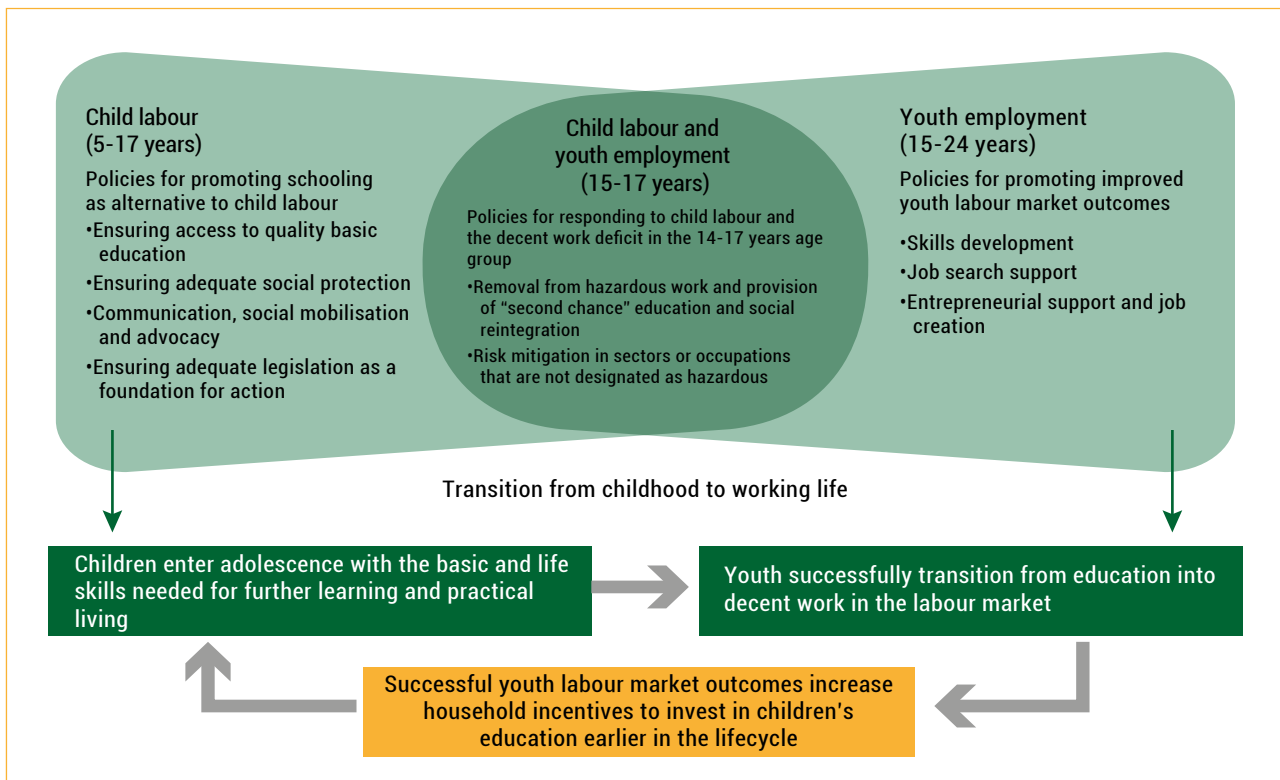 Child labour
(5-17 years)
Policies for promoting schooling
as alternative to child labour
•Ensuring access to quality basic
education
•Ensuring adequate social protection
•Communication, social mobilisation
and advocacy
•Ensuring adequate legislation as a
foundation for action
Child labour and
youth employment
(15-17 years)
Policies for responding to child labour and
the decent work deficit in the 14-17 years age
group
•Removal from hazardous work and provision
of “second chance” education and social
reintegration
•Risk mitigation in sectors or occupations
that are not designated as hazardous
Youth employment
(15-24 years)
Policies for promoting improved
youth labour market outcomes
•Skills development
•Job search support
•Entrepreneurial support and job
creation
Transition from childhood to working life
Children enter adolescence with the basic and life
skills needed for further learning and practical
living
Youth successfully transition from education into
decent work in the labour market
Successful youth labour market outcomes increase
household incentives to invest in children's
education earlier in the lifecycle